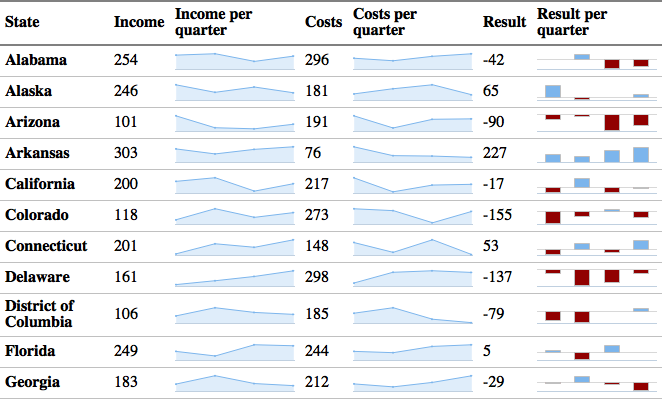 State Income Income per quarter Costs Costs per quarter Result Result per quarter
Alabama 254 296 -42
Alaska 246 181 65
Arizona 101 191 -90
Arkansas 303 76 227
California 200 217 -17
Colorado 118 273 -155
Connecticut 201 148 53
Delaware 161 298 -137
District of Columbia 106 185 -79
Florida 249 244 5
Georgia 183 212 -29